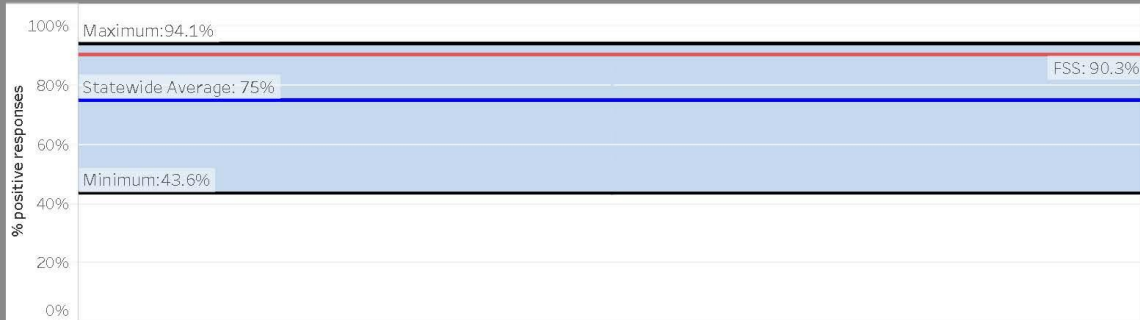 100%
Maximum:94.1%
FSS: 90.3%
80%
Statewide Average: 75%
% positive responses
60%
Minimum:43.6%
40%
20%
0%